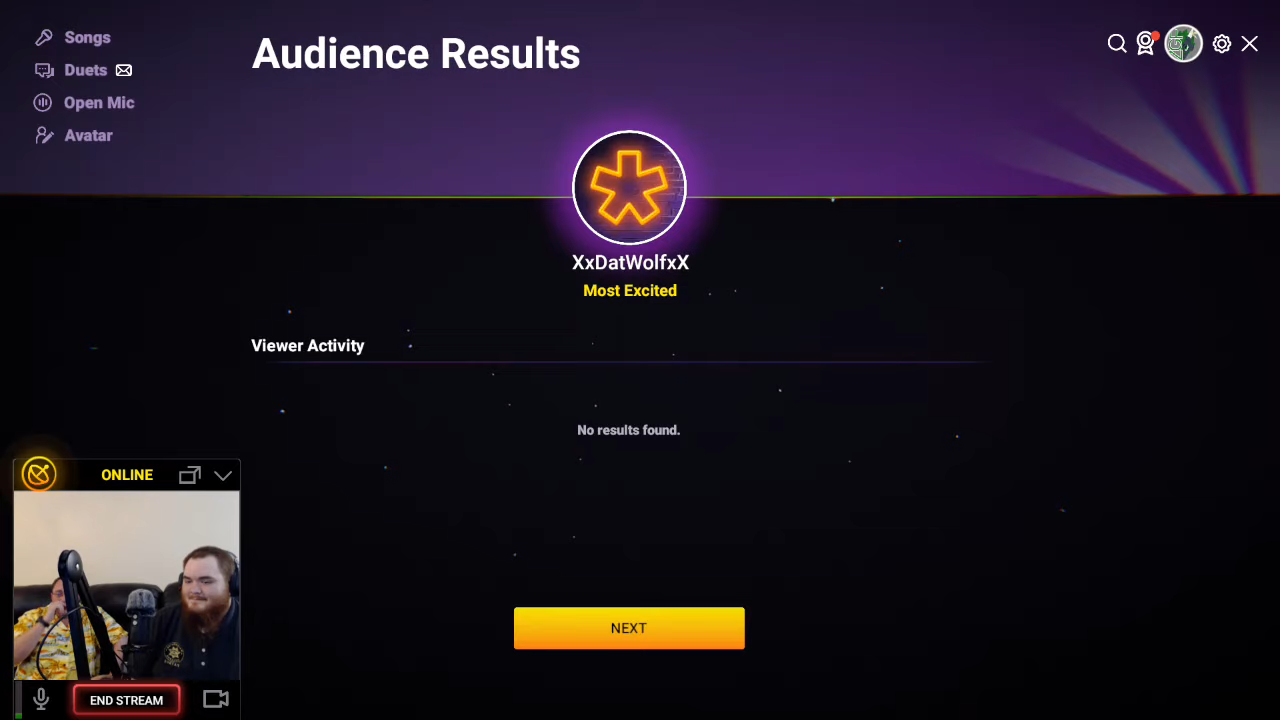 Songs
Duets
Open Mic
Avatar
Audience Results
XxDatWolfxX
Most Excited
Viewer Activity
No results found.
NEXT
ONLINE
END STREAM